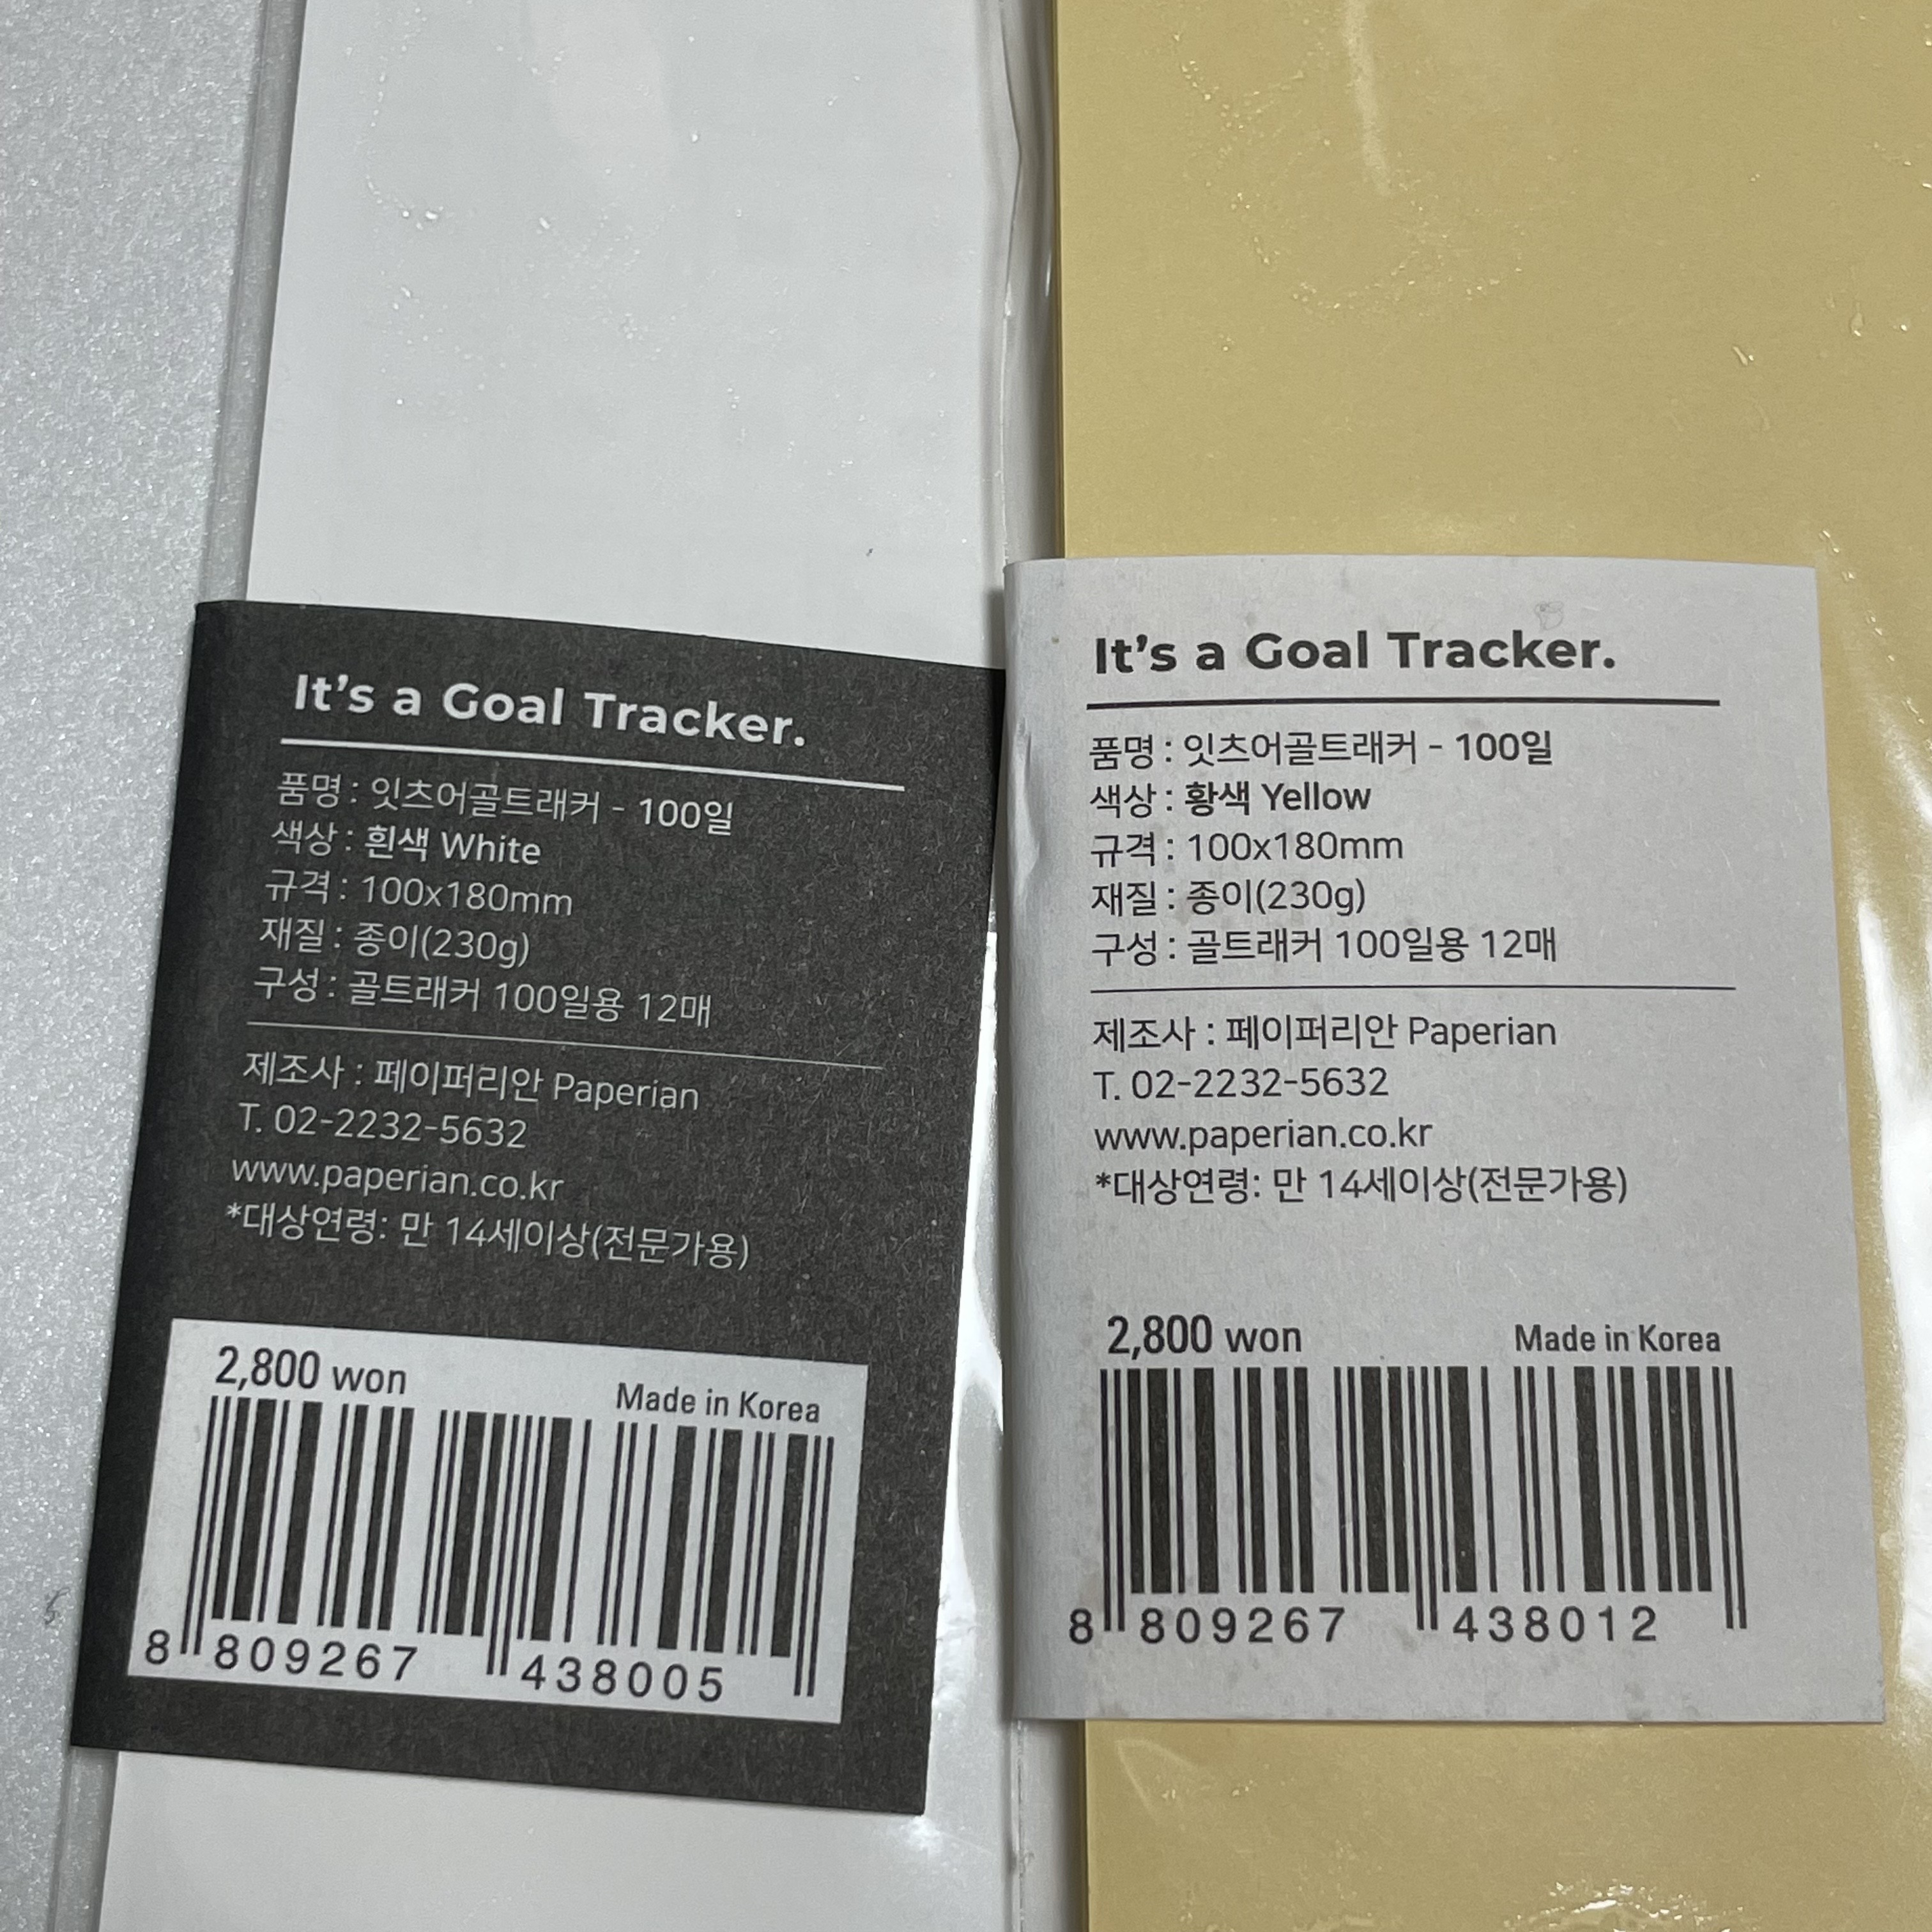 It's a Goal Tracker.
품명 : 잇츠어골트래커 - 100일
색상 : 흰색 White
규격 : 100x180mm
재질 : 종이(230g)
구성 : 골트래커 100일용 12매
제조사 : 페이퍼리안 Paperian
T. 02-2232-5632
www.paperian.co.kr
*대상연령: 만 14세이상(전문가용)
2,800 won
Made in Korea
8 809267 438005
It's a Goal Tracker.
품명 : 잇츠어골트래커 - 100일
색상 : 황색 Yellow
규격 : 100x180mm
재질 : 종이(230g)
구성 : 골트래커 100일용 12매
제조사 : 페이퍼리안 Paperian
T. 02-2232-5632
www.paperian.co.kr
*대상연령: 만 14세이상(전문가용)
2,800 won
Made in Korea
8 809267 438012